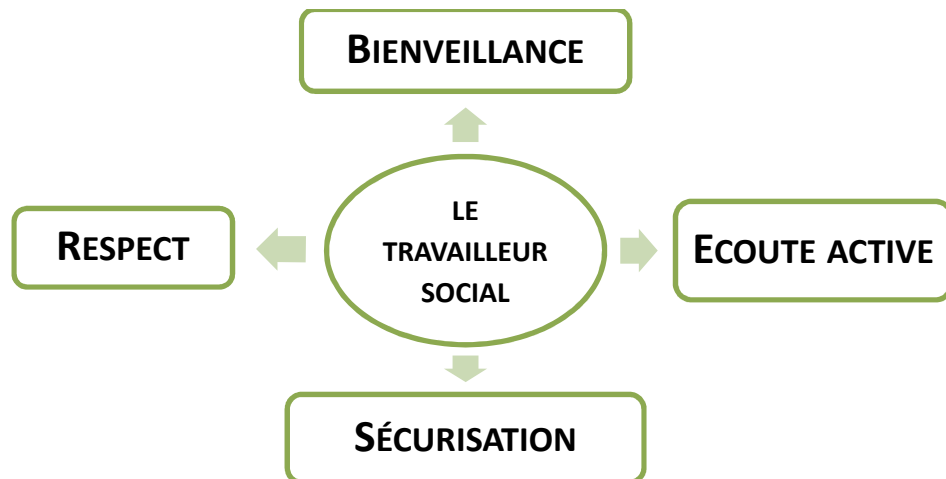 BIENVEILLANCE
RESPECT
LE
TRAVAILLEUR
SOCIAL
ECOUTE ACTIVE
SÉCURISATION